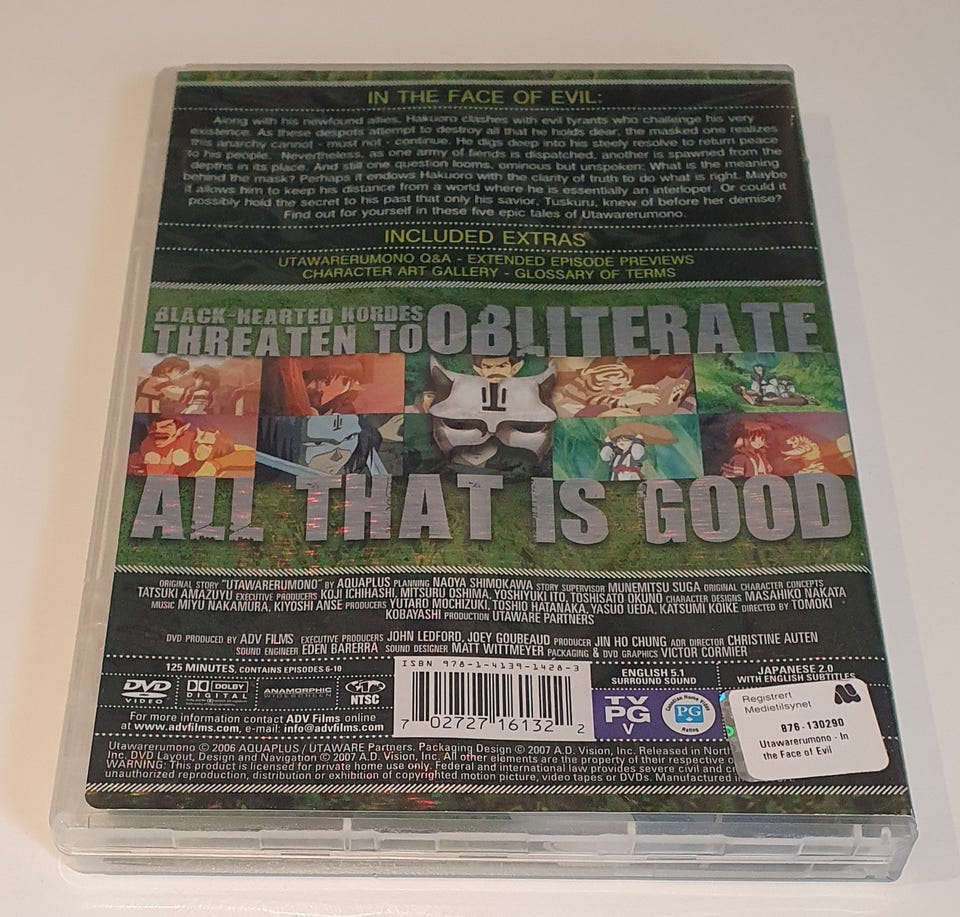 IN THE FACE OF EVIL:
Along with his newfound allies, Hakuoro clashes with evil tyrants who challenge his very
existence. As these despots attempt to destroy all that he holds dear, the masked one realizes
this anarchy cannot - must not - continue. He digs deep into his steely resolve to return peace
to his people. Nevertheless, as one army of fiends is dispatched, another is spawned from the
depths in its place. And still one question looms, ominous but unspoken: What is the meaning
behind the mask? Perhaps it endows Hakuoro with the clarity of truth to do what is right. Maybe
it allows him to keep his distance from a world where he is essentially an interloper. Or could it
possibly hold the secret to his past that only his savior, Tuskuru, knew of before her demise?
Find out for yourself in these five epic tales of Utawarerumono.
INCLUDED EXTRAS
UTAWARERUMONO Q&A - EXTENDED EPISODE PREVIEWS
CHARACTER ART GALLERY - GLOSSARY OF TERMS
BLACK-HEARTED HORDES
THREATEN TO OBLITERATE
ALL THAT IS GOOD
ORIGINAL STORY "UTAWARERUMONO" BY AQUAPLUS PLANNING NAOYA SHIMOKAWA STORY SUPERVISOR MUNEMITSU SUGA ORIGINAL CHARACTER CONCEPTS
TATSUKI AMAZUYU EXECUTIVE PRODUCERS KOJI ICHIHASHI, MITSURU OSHIMA, YOSHIYUKI ITO, TOSHISATO OKUNO CHARACTER DESIGNS MASAHIKO NAKATA
MUSIC MIYU NAKAMURA, KIYOSHI ANSE PRODUCERS YUTARO MOCHIZUKI, TOSHIO HATANAKA, YASUO UEDA, KATSUMI KOIKE DIRECTED BY TOMOKI
KOBAYASHI PRODUCTION UTAWARE PARTNERS
DVD PRODUCED BY ADV FILMS EXECUTIVE PRODUCERS JOHN LEDFORD, JOEY GOUBEAUD PRODUCER JIN HO CHUNG ADR DIRECTOR CHRISTINE AUTEN
SOUND ENGINEER EDEN BARERRA SOUND DESIGNER MATT WITTMEYER PACKAGING & DVD GRAPHICS VICTOR CORMIER
125 MINUTES, CONTAINS EPISODES 6-10
DVD VIDEO
DOLBY DIGITAL
ANAMORPHIC
NTSC
For more information contact ADV Films online
at www.advfilms.com, e-mail: info@advfilms.com
ISBN 978-1-4139-1428-3
7 02727 16132 2
ENGLISH 5.1
SURROUND SOUND
JAPANESE 2.0
WITH ENGLISH SUBTITLES
TV
PG
V
Canadian Home Video
PG
Rating
Registrert
Medietilsynet
076-130290
Utawarerumono - In
the Face of Evil
Utawarerumono © 2006 AQUAPLUS / UTAWARE Partners. Packaging Design © 2007 A.D. Vision, Inc. Released in North
Inc. DVD Layout, Design and Navigation © 2007 A.D. Vision, Inc. All other elements are the property of their respective
WARNING: This product is licensed for private home use only. Federal and international law provides severe civil and
unauthorized reproduction, distribution or exhibition of copyrighted motion picture, video tapes or DVDs. Manufactured